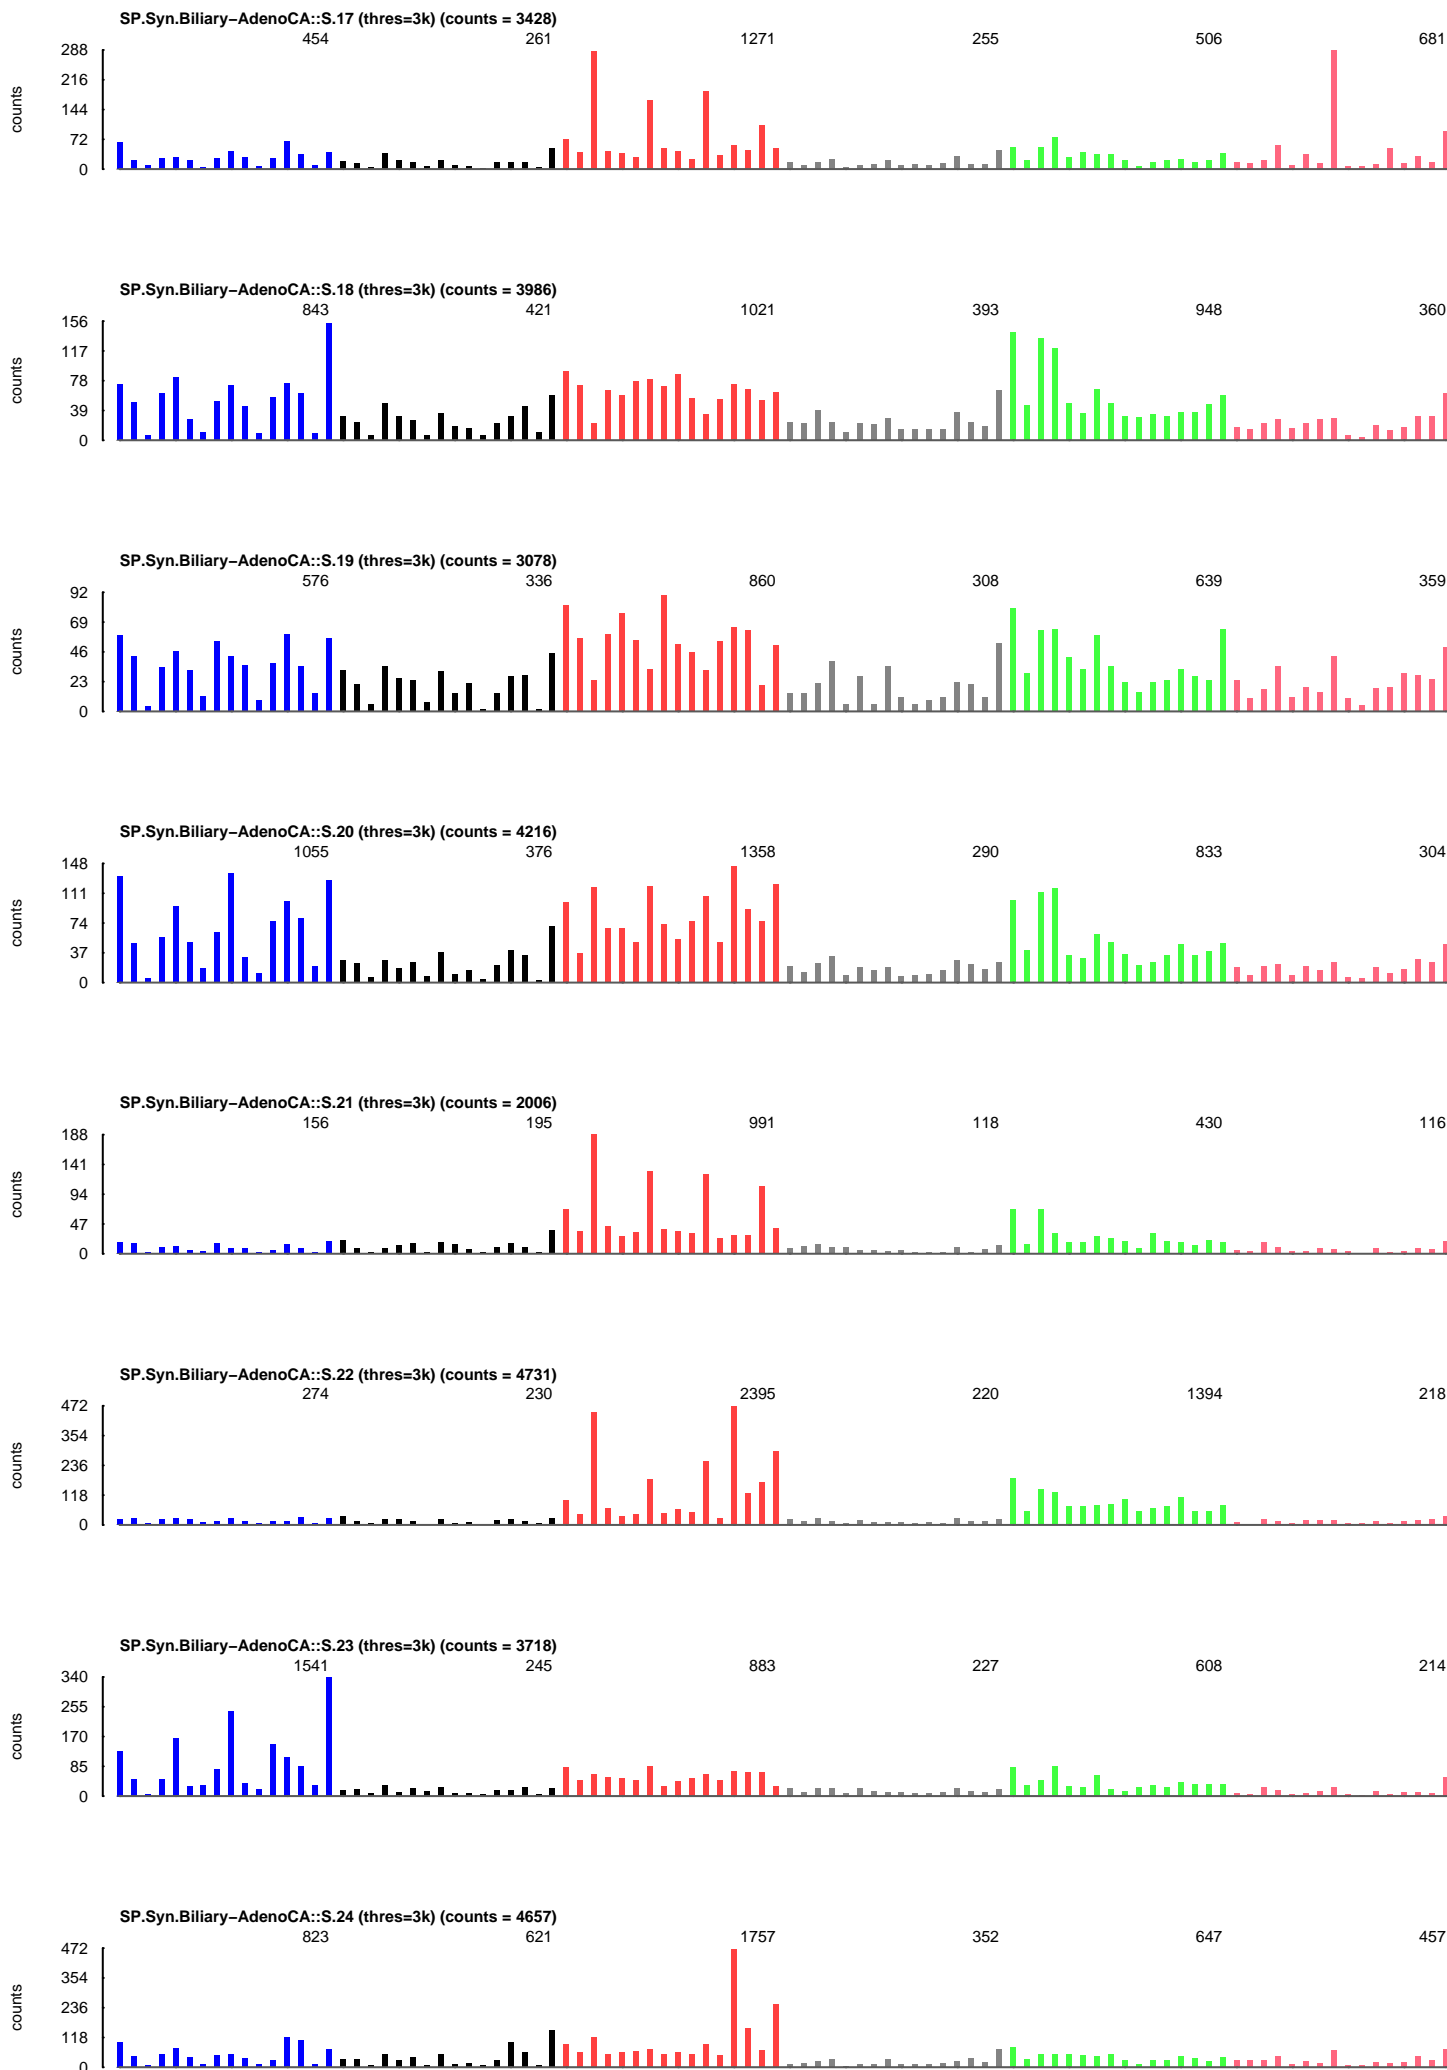 SP.Syn.Biliary−AdenoCA::S.17 (thres=3k) (counts = 3428)
454 261 1271 255 506 681
288
216
144
72
0
counts
SP.Syn.Biliary−AdenoCA::S.18 (thres=3k) (counts = 3986)
843 421 1021 393 948 360
156
117
78
39
0
counts
SP.Syn.Biliary−AdenoCA::S.19 (thres=3k) (counts = 3078)
576 336 860 308 639 359
92
69
46
23
0
counts
SP.Syn.Biliary−AdenoCA::S.20 (thres=3k) (counts = 4216)
1055 376 1358 290 833 304
148
111
74
37
0
counts
SP.Syn.Biliary−AdenoCA::S.21 (thres=3k) (counts = 2006)
156 195 991 118 430 116
188
141
94
47
0
counts
SP.Syn.Biliary−AdenoCA::S.22 (thres=3k) (counts = 4731)
274 230 2395 220 1394 218
472
354
236
118
0
counts
SP.Syn.Biliary−AdenoCA::S.23 (thres=3k) (counts = 3718)
1541 245 883 227 608 214
340
255
170
85
0
counts
SP.Syn.Biliary−AdenoCA::S.24 (thres=3k) (counts = 4657)
823 621 1757 352 647 457
472
354
236
118
0
counts